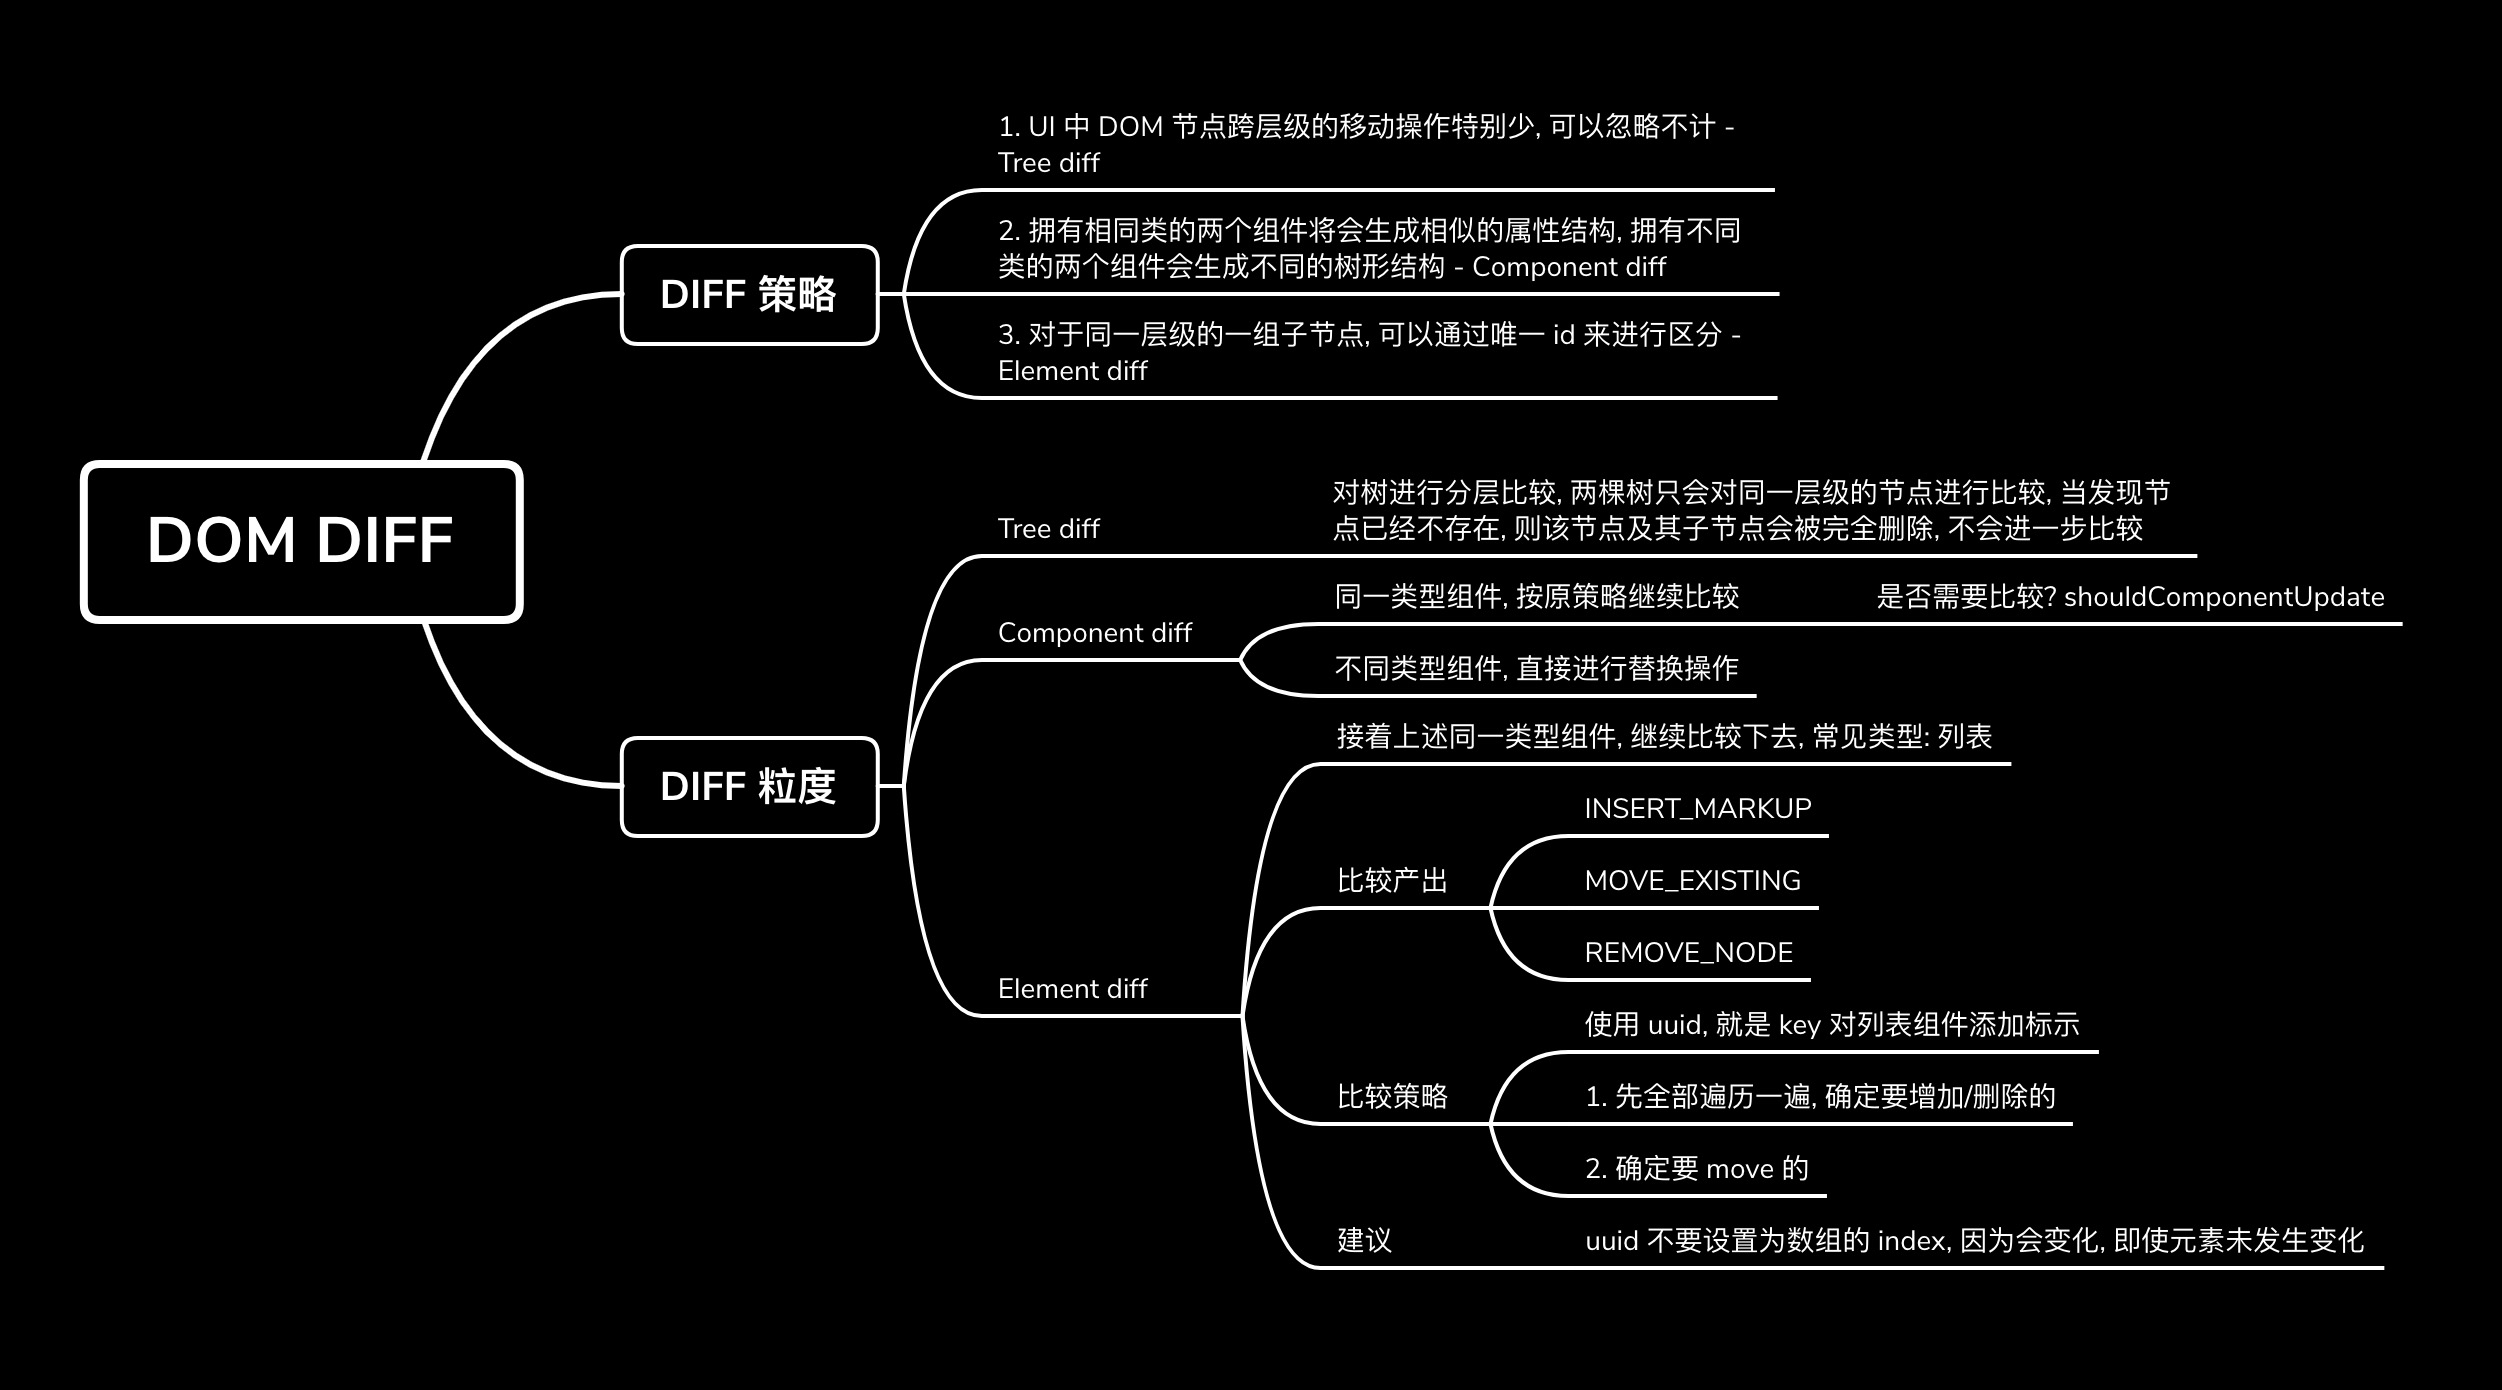 DOM DIFF
DIFF 策略
1. UI 中 DOM 节点跨层级的移动操作特别少, 可以忽略不计 -
Tree diff
2. 拥有相同类的两个组件将会生成相似的属性结构, 拥有不同
类的两个组件会生成不同的树形结构 - Component diff
3. 对于同一层级的一组子节点, 可以通过唯一 id 来进行区分 -
Element diff
DIFF 粒度
Tree diff
对树进行分层比较, 两棵树只会对同一层级的节点进行比较, 当发现节
点已经不存在, 则该节点及其子节点会被完全删除, 不会进一步比较
Component diff
同一类型组件, 按原策略继续比较
是否需要比较? shouldComponentUpdate
不同类型组件, 直接进行替换操作
Element diff
接着上述同一类型组件, 继续比较下去, 常见类型: 列表
比较产出
INSERT_MARKUP
MOVE_EXISTING
REMOVE_NODE
比较策略
使用 uuid, 就是 key 对列表组件添加标示
1. 先全部遍历一遍, 确定要增加/删除的
2. 确定要 move 的
建议
uuid 不要设置为数组的 index, 因为会变化, 即使元素未发生变化